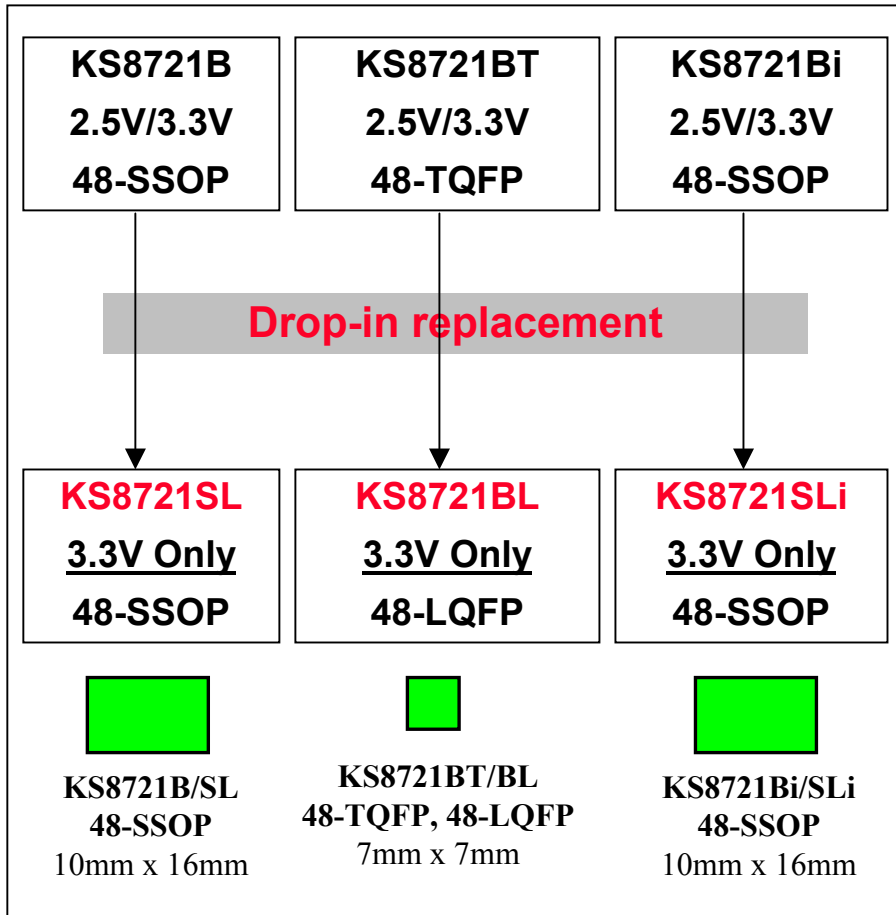 KS8721B
2.5V/3.3V
48-SSOP
KS8721BT
2.5V/3.3V
48-TQFP
KS8721Bi
2.5V/3.3V
48-SSOP
Drop-in replacement
KS8721SL
3.3V Only
48-SSOP
KS8721BL
3.3V Only
48-LQFP
KS8721SLi
3.3V Only
48-SSOP
KS8721B/SL
48-SSOP
10mm x 16mm
KS8721BT/BL
48-TQFP, 48-LQFP
7mm x 7mm
KS8721Bi/SLi
48-SSOP
10mm x 16mm